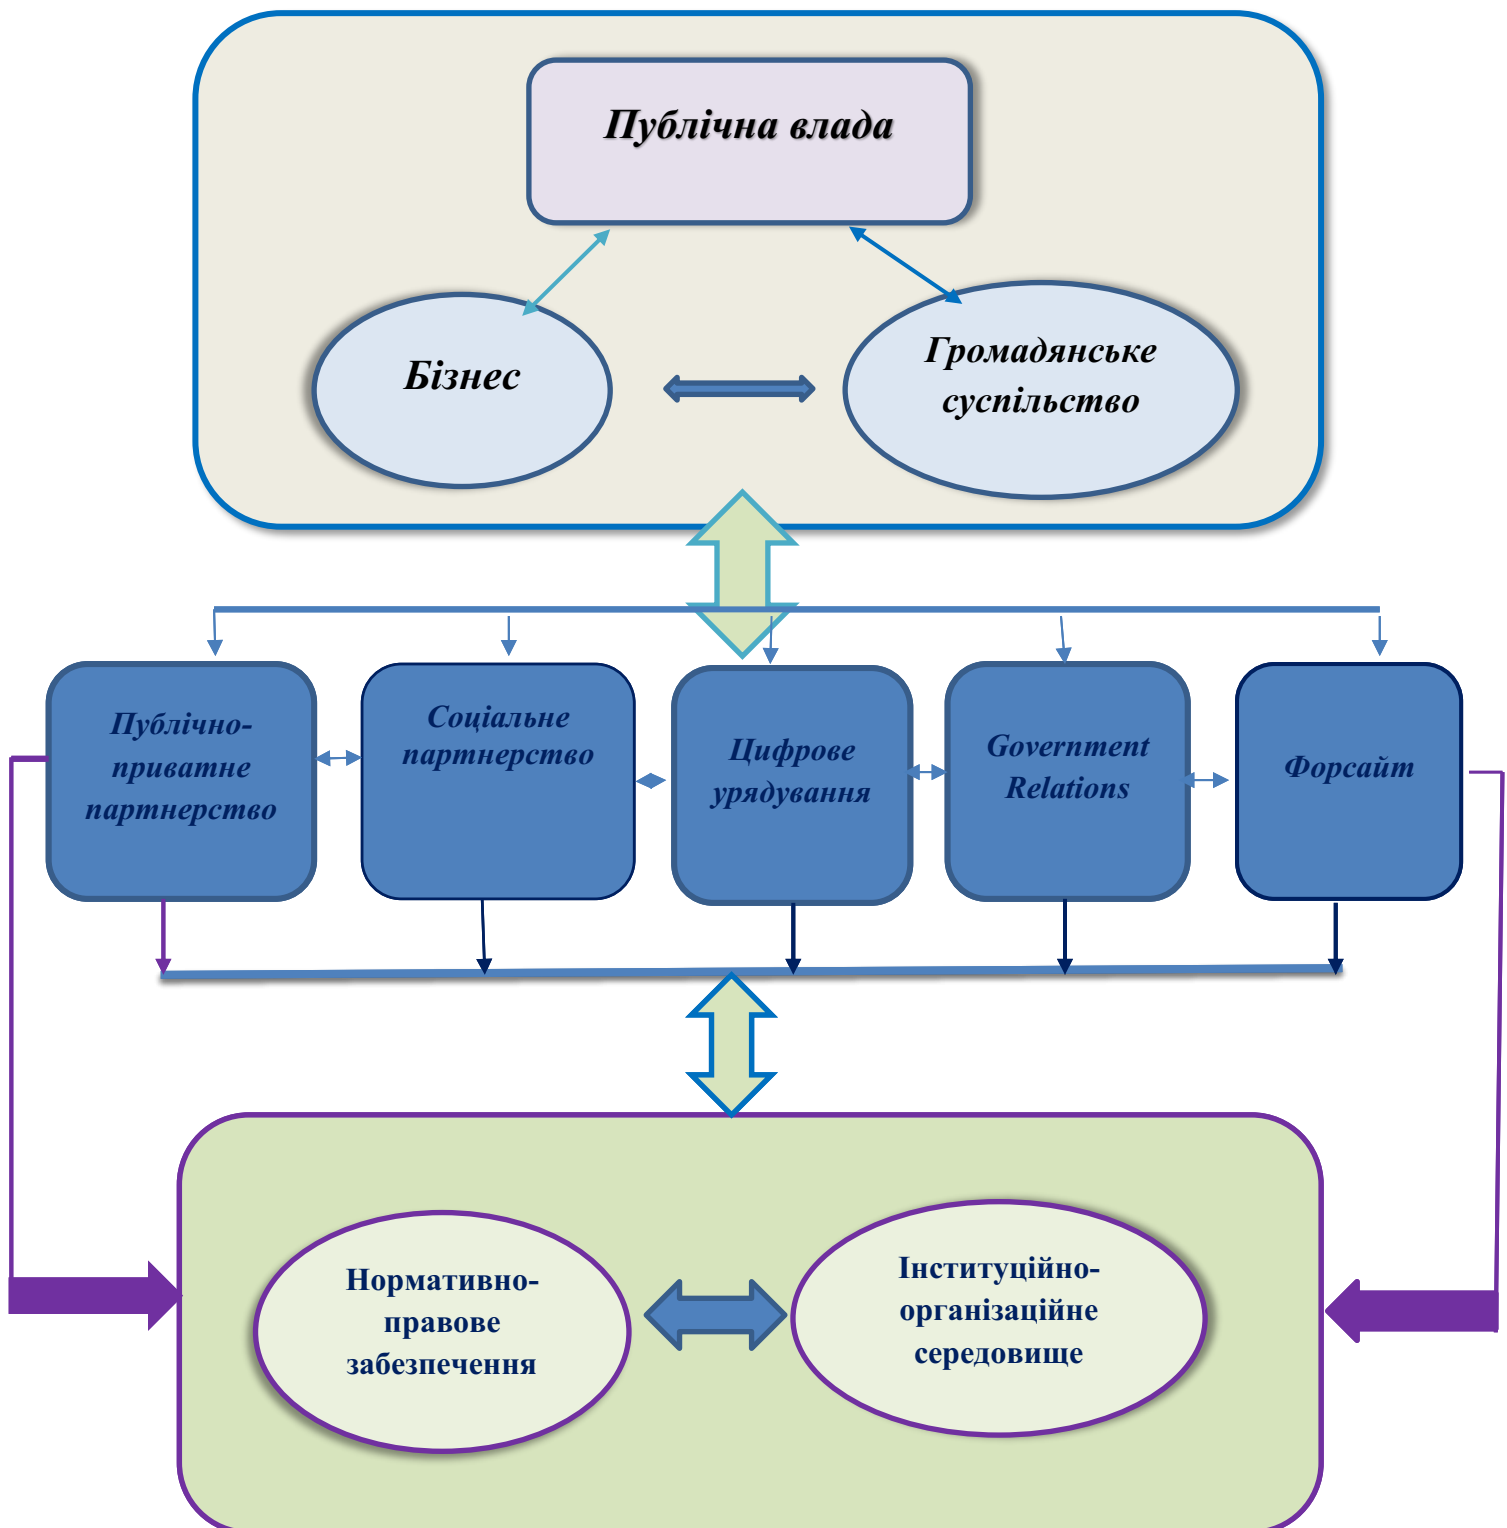 Публічна влада
Бізнес
Громадянське
суспільство
Публічно-
приватне
партнерство
Соціальне
партнерство
Цифрове
урядування
Government
Relations
Форсайт
Нормативно-
правове
забезпечення
Інституційно-
організаційне
середовище